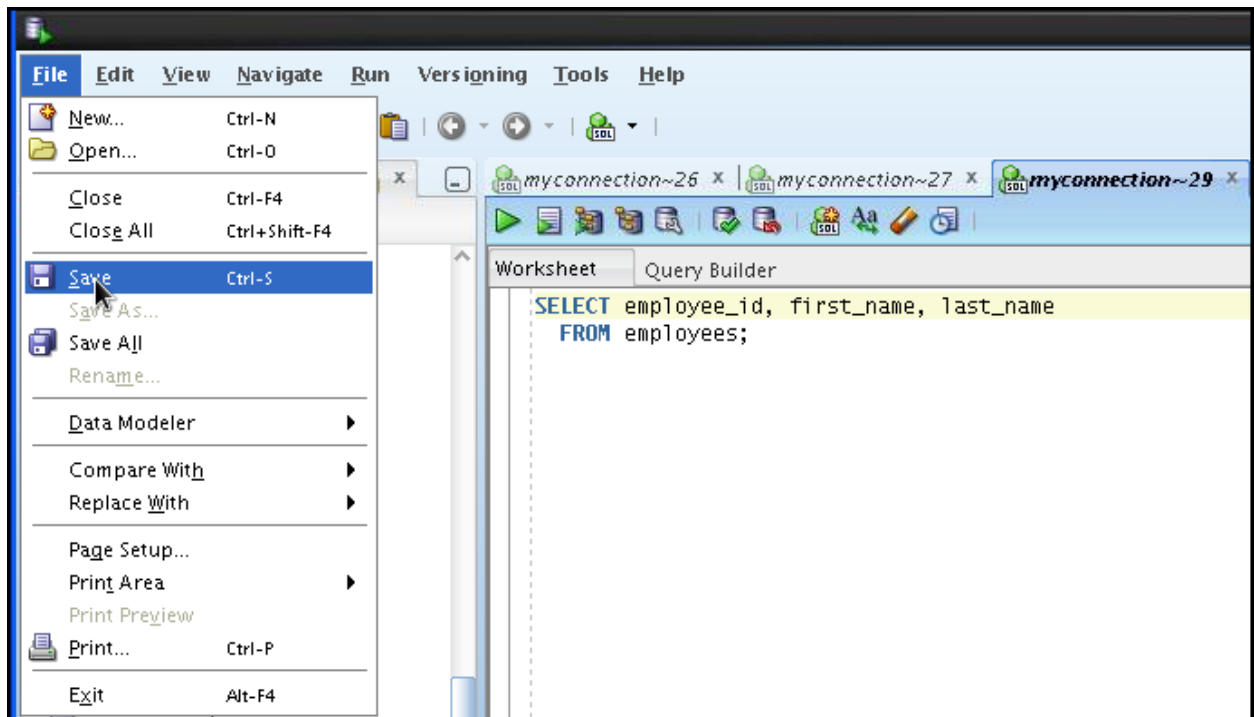 File Edit View Navigate Run Versioning Tools Help
New... Ctrl-N
Open... Ctrl-O
Close Ctrl-F4
Close All Ctrl+Shift-F4
Save Ctrl-S
Save As...
Save All
Rename...
Data Modeler
Compare With
Replace With
Page Setup...
Print Area
Print Preview
Print... Ctrl-P
Exit Alt-F4
SQL
myconnection~26 myconnection~27 myconnection~29
Worksheet Query Builder
SELECT employee_id, first_name, last_name
FROM employees;